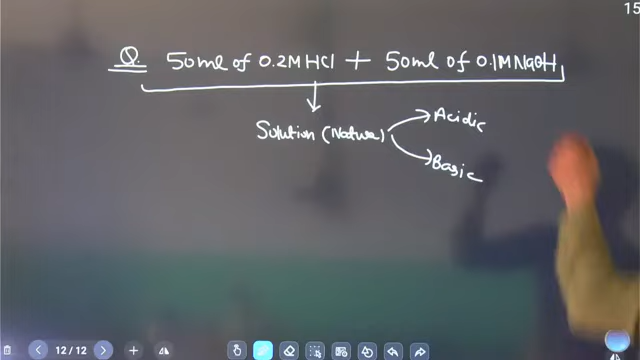 15
Q. 50ml of 0.2M HCl + 50ml of 0.1M NaOH
Solution (Nature)
Acidic
Basic
12/12